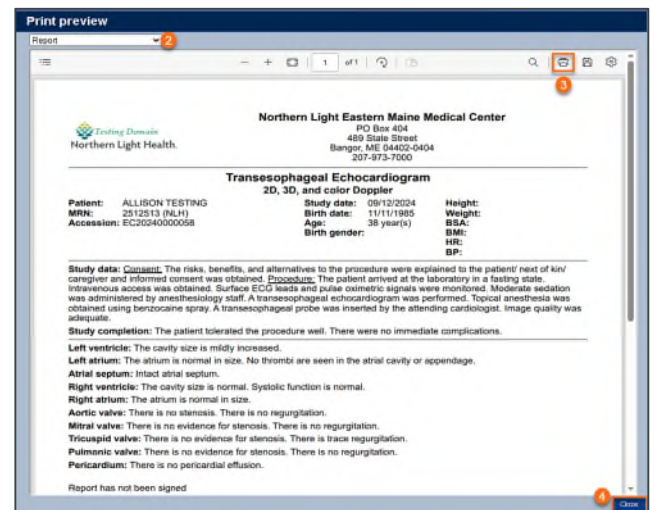 Print preview
Report
2
1 of 1
3
Testing Domain
Northern Light Health.
Northern Light Eastern Maine Medical Center
PO Box 404
489 State Street
Bangor, ME 04402-0404
207-973-7000
Transesophageal Echocardiogram
2D, 3D, and color Doppler
Patient: ALLISON TESTING Study date: 09/12/2024 Height:
MRN: 2512513 (NLH) Birth date: 11/11/1985 Weight:
Accession: EC20240000058 Age: 38 year(s) BSA:
Birth gender: BMI:
HR:
BP:
Study data: Consent: The risks, benefits, and alternatives to the procedure were explained to the patient/ next of kin/
caregiver and informed consent was obtained. Procedure: The patient arrived at the laboratory in a fasting state.
Intravenous access was obtained. Surface ECG leads and pulse oximetric signals were monitored. Moderate sedation
was administered by anesthesiology staff. A transesophageal echocardiogram was performed. Topical anesthesia was
obtained using benzocaine spray. A transesophageal probe was inserted by the attending cardiologist. Image quality was
adequate.
Study completion: The patient tolerated the procedure well. There were no immediate complications.
Left ventricle: The cavity size is mildly increased.
Left atrium: The atrium is normal in size. No thrombi are seen in the atrial cavity or appendage.
Atrial septum: Intact atrial septum.
Right ventricle: The cavity size is normal. Systolic function is normal.
Right atrium: The atrium is normal in size.
Aortic valve: There is no stenosis. There is no regurgitation.
Mitral valve: There is no evidence for stenosis. There is no regurgitation.
Tricuspid valve: There is no evidence for stenosis. There is trace regurgitation.
Pulmonic valve: There is no evidence for stenosis. There is no regurgitation.
Pericardium: There is no pericardial effusion.
Report has not been signed
4
Close